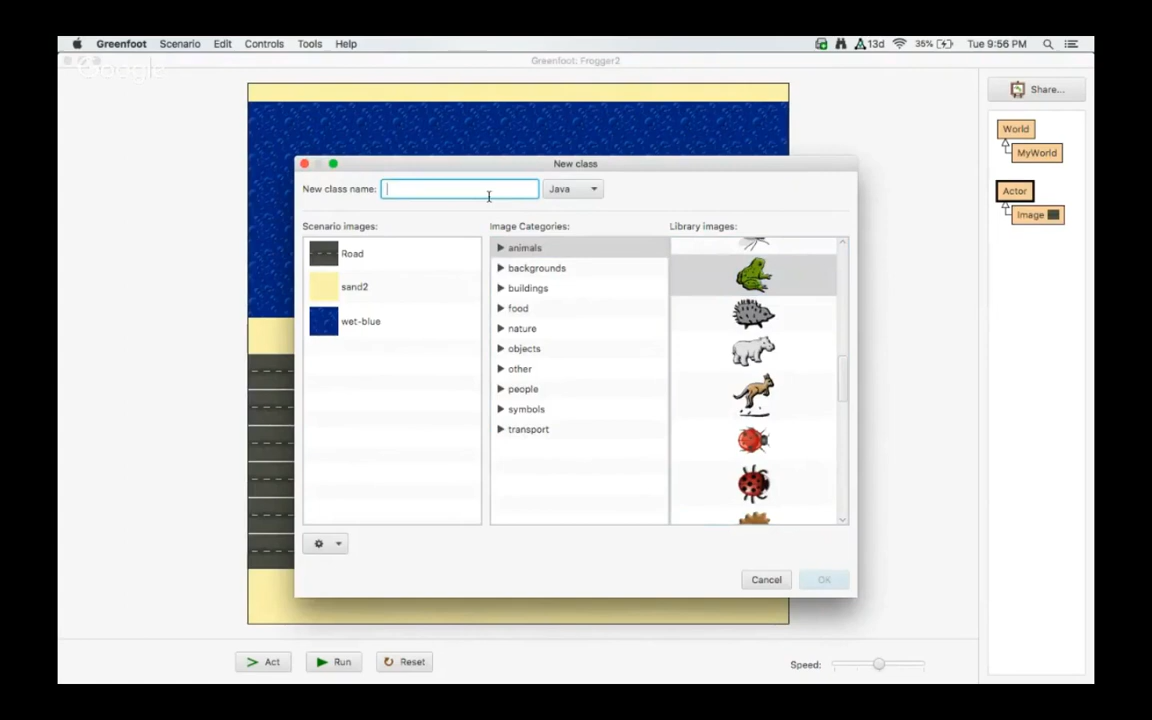 Greenfoot Scenario Edit Controls Tools Help 13d 35% Tue 9:56 PM
Greenfoot: Frogger2
Google
Share...
World
MyWorld
Actor
Image
New class
New class name: Java
Scenario images: Image Categories: Library images:
Road
sand2
wet-blue
animals
backgrounds
buildings
food
nature
objects
other
people
symbols
transport
Cancel OK
Act Run Reset Speed: